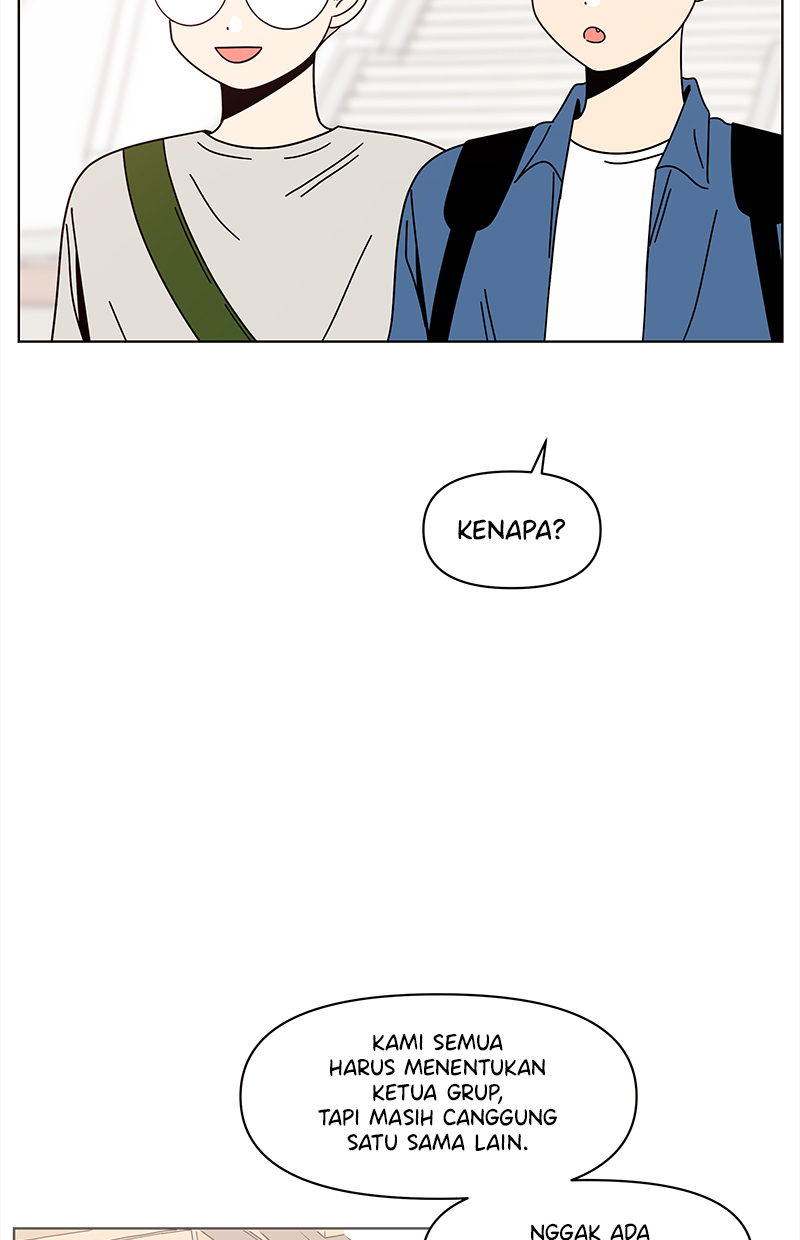 KENAPA?
KAMI SEMUA
HARUS MENENTUKAN
KETUA GRUP,
TAPI MASIH CANGGUNG
SATU SAMA LAIN.
NGGAK ADA